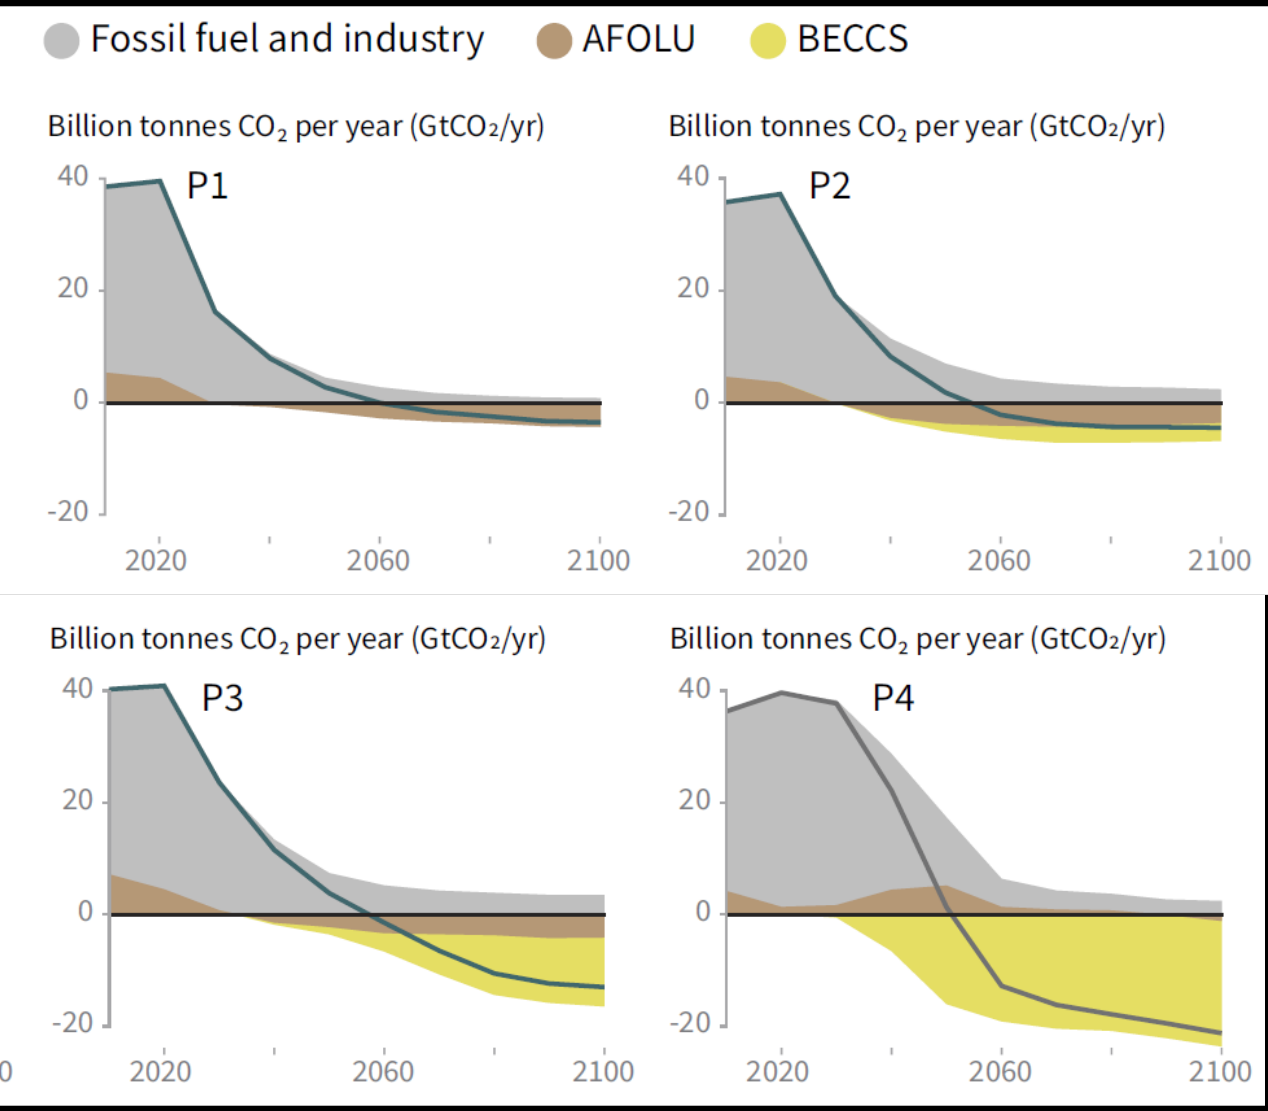 Fossil fuel and industry AFOLU BECCS
Billion tonnes CO₂ per year (GtCO₂/yr) Billion tonnes CO₂ per year (GtCO₂/yr)
40 P1 40 P2
20 20
0 0
-20 -20
2020 2060 2100 2020 2060 2100
Billion tonnes CO₂ per year (GtCO₂/yr) Billion tonnes CO₂ per year (GtCO₂/yr)
40 P3 40 P4
20 20
0 0
-20 -20
0 2020 2060 2100 2020 2060 2100